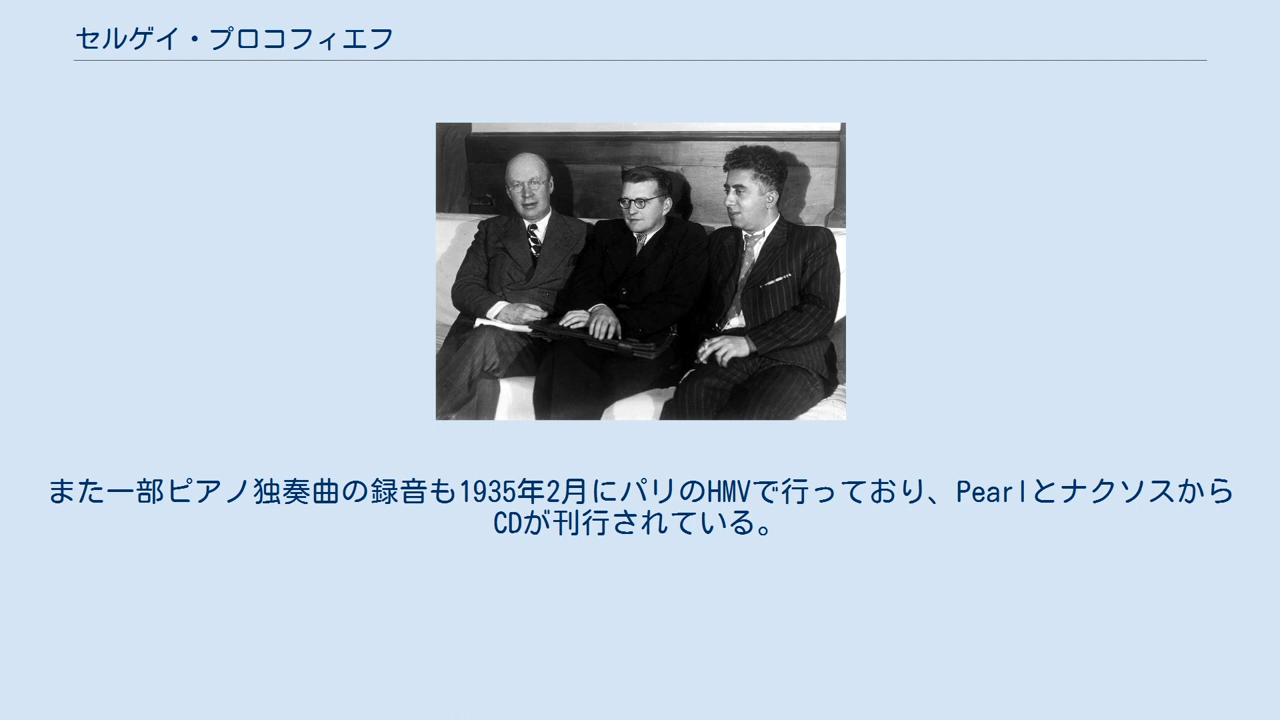 セルゲイ・プロコフィエフ
また一部ピアノ独奏曲の録音も1935年2月にパリのHMVで行っており、Pearlとナクソスから
CDが刊行されている。